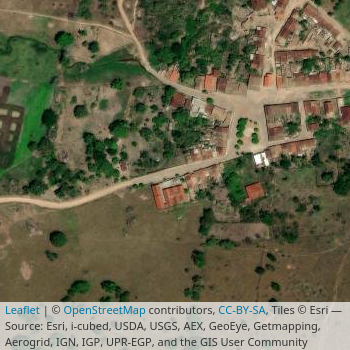 Leaflet | © OpenStreetMap contributors, CC-BY-SA, Tiles © Esri —
Source: Esri, i-cubed, USDA, USGS, AEX, GeoEye, Getmapping,
Aerogrid, IGN, IGP, UPR-EGP, and the GIS User Community